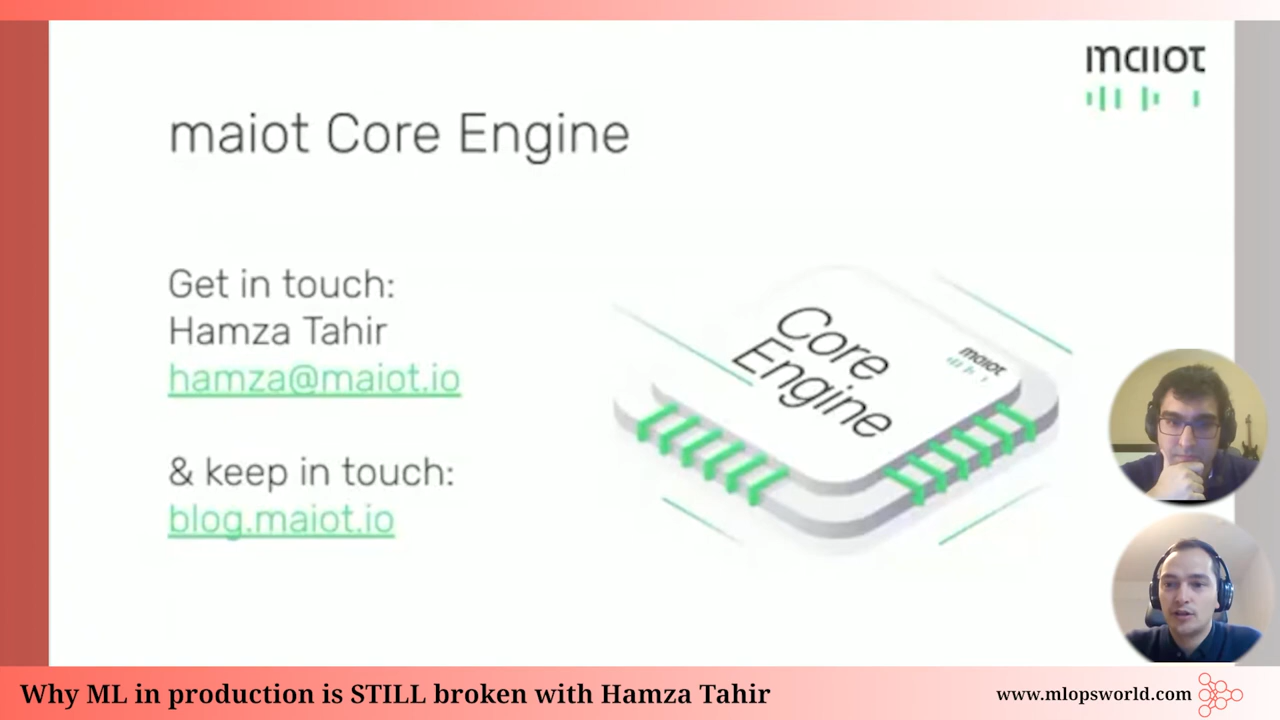 maiot
maiot Core Engine
Get in touch:
Hamza Tahir
hamza@maiot.io
& keep in touch:
blog.maiot.io
Core
Engine
maiot
Why ML in production is STILL broken with Hamza Tahir
www.mlopsworld.com